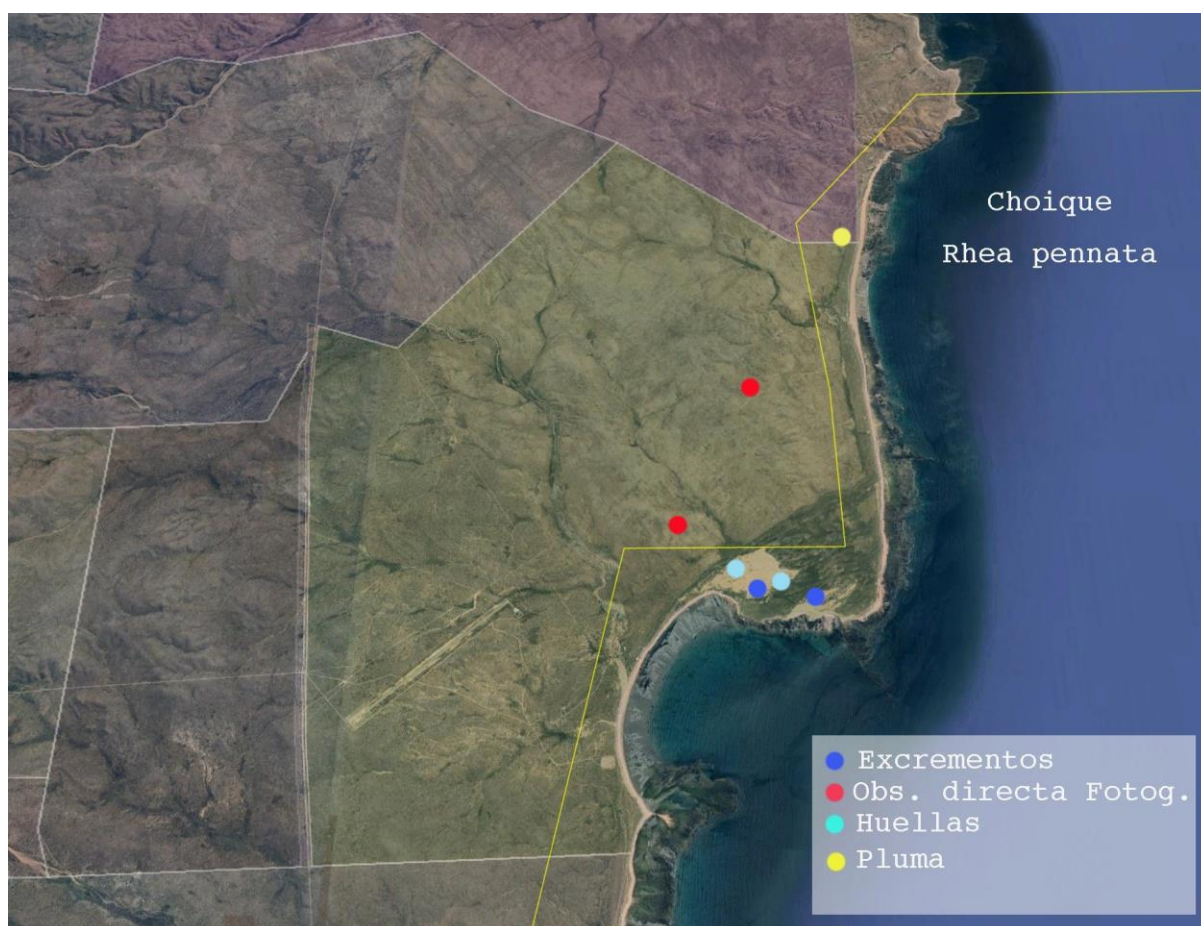 Choique
Rhea pennata
Excrementos
Obs. directa Fotog.
Huellas
Pluma